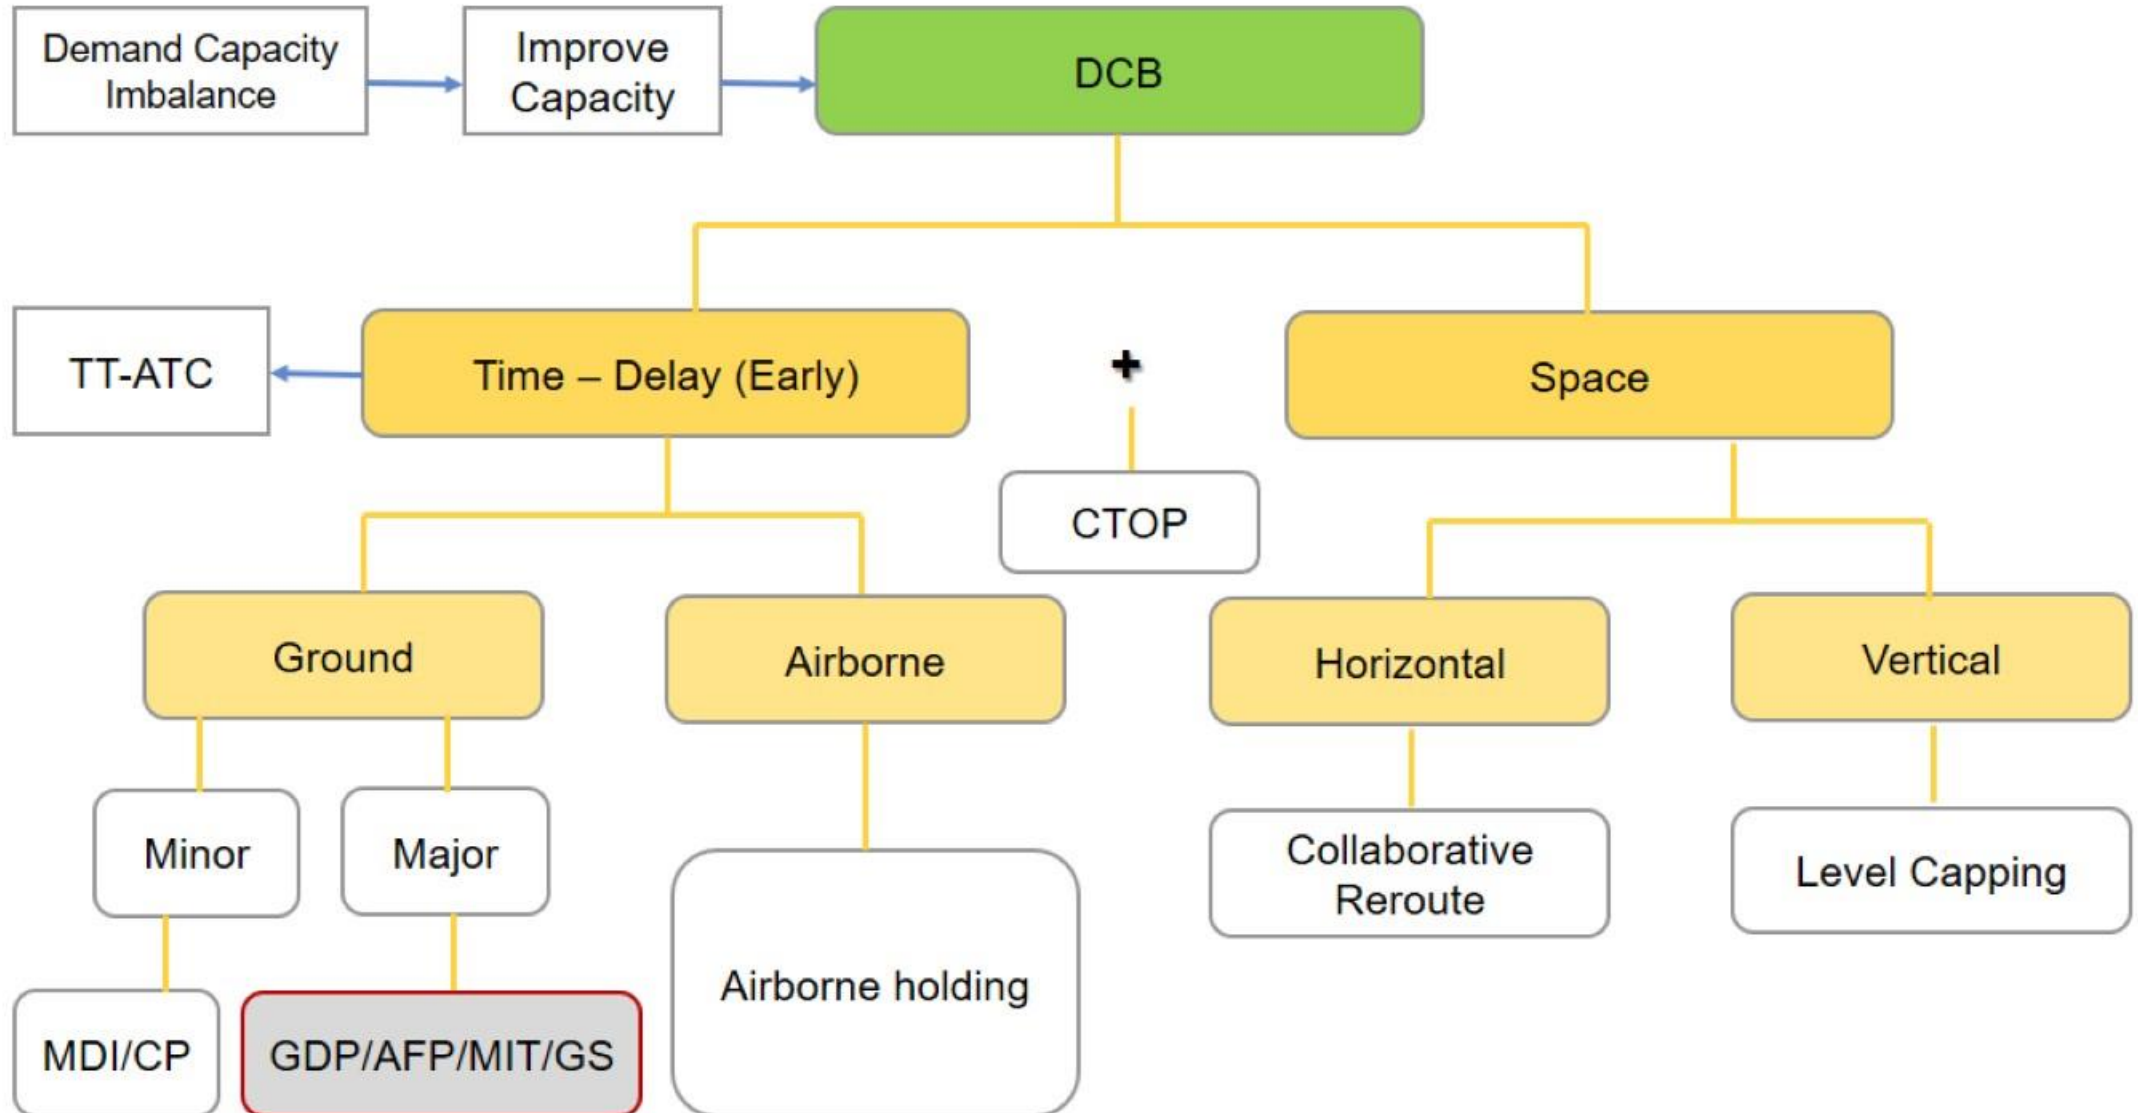 Demand Capacity
Imbalance
Improve
Capacity
DCB
TT-ATC
Time – Delay (Early)
+
Space
CTOP
Ground
Airborne
Horizontal
Vertical
Minor
Major
Collaborative
Reroute
Level Capping
Airborne holding
MDI/CP
GDP/AFP/MIT/GS